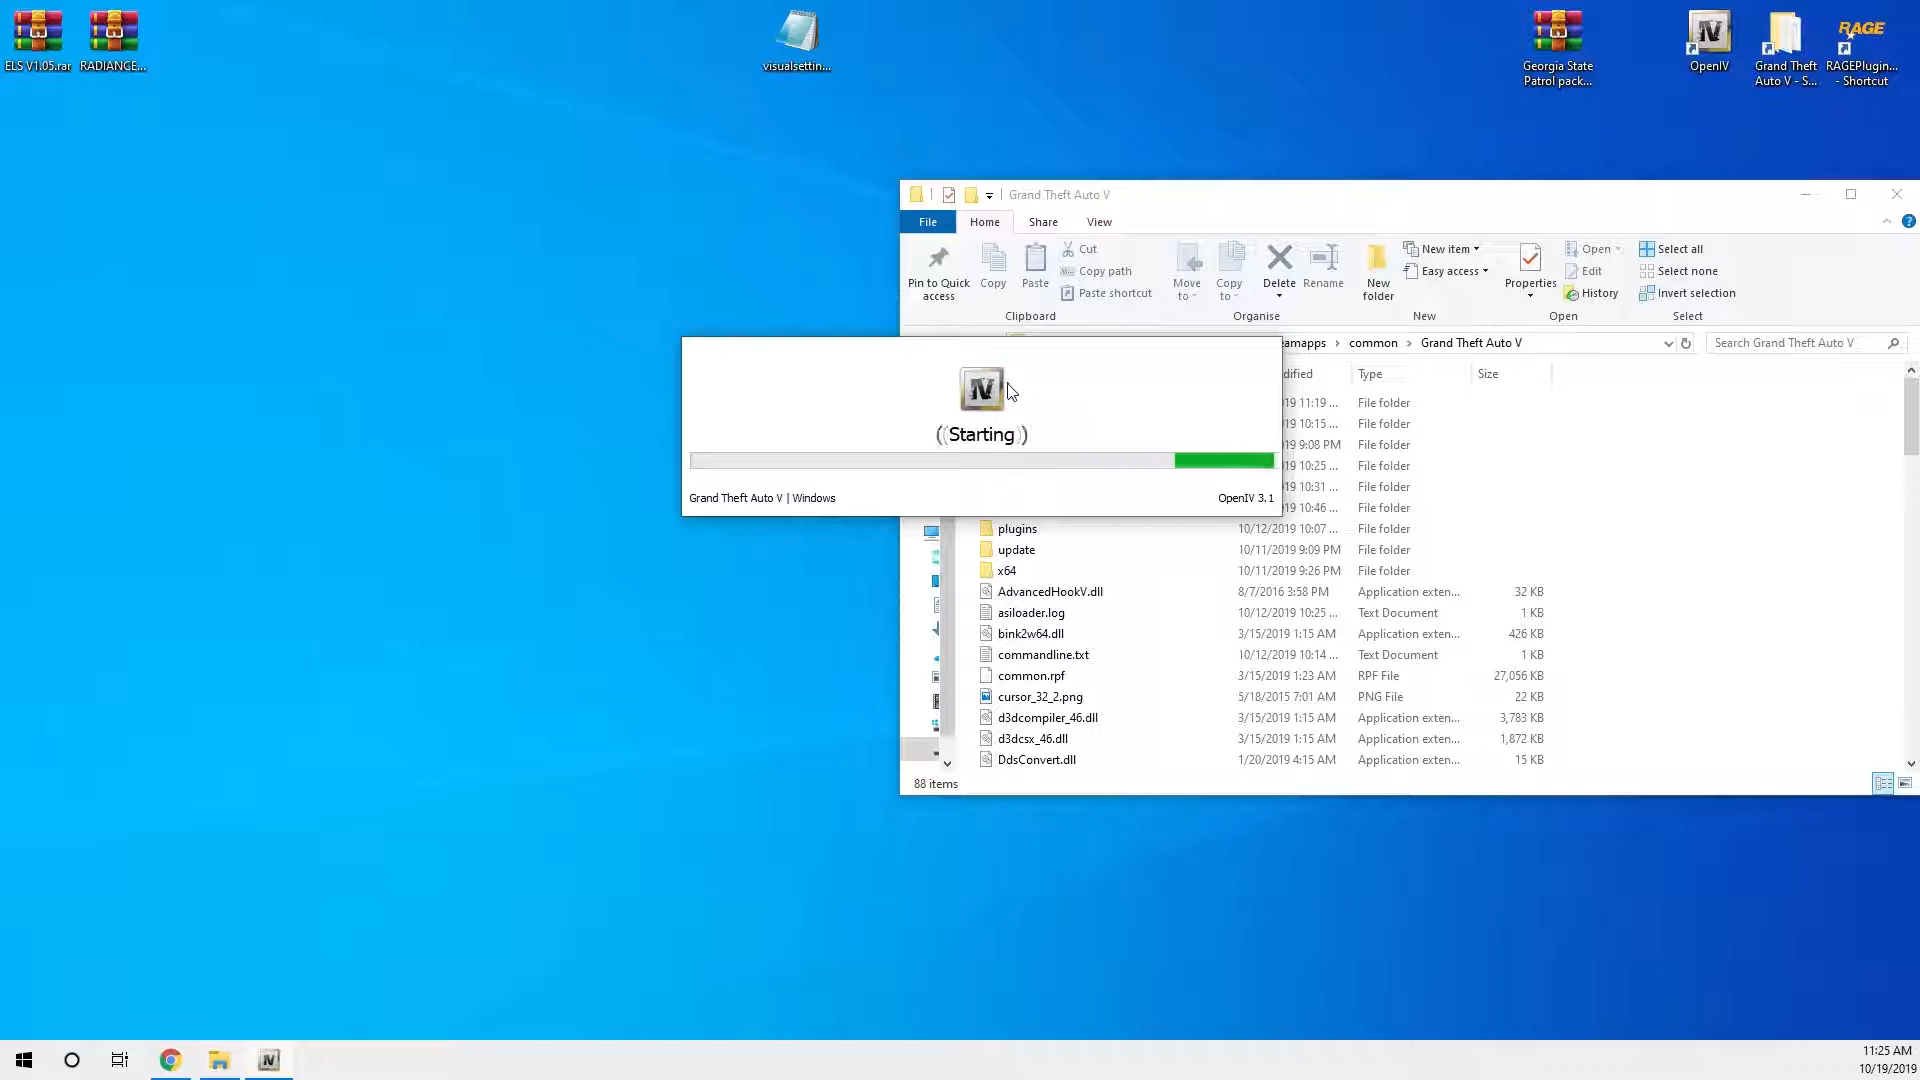 ELS V1.05.rar
RADIANCE...
visualsettin...
Georgia State
Patrol pack...
OpenIV
Grand Theft
Auto V - S...
RAGE
RAGEPlugin...
- Shortcut
Grand Theft Auto V
File
Home
Share
View
Pin to Quick
access
Copy
Paste
Cut
Copy path
Paste shortcut
Clipboard
Move
to
Copy
to
Delete
Rename
Organise
New
folder
New item
Easy access
New
Properties
Open
Edit
History
Open
Select all
Select none
Invert selection
Select
eamapps > common > Grand Theft Auto V
Search Grand Theft Auto V
dified Type Size
19 11:19 ... File folder
19 10:15 ... File folder
19 9:08 PM File folder
19 10:25 ... File folder
19 10:31 ... File folder
19 10:46 ... File folder
plugins 10/12/2019 10:07 ... File folder
update 10/11/2019 9:09 PM File folder
x64 10/11/2019 9:26 PM File folder
AdvancedHookV.dll 8/7/2016 3:58 PM Application exten... 32 KB
asiloader.log 10/12/2019 10:25 ... Text Document 1 KB
bink2w64.dll 3/15/2019 1:15 AM Application exten... 426 KB
commandline.txt 10/12/2019 10:14 ... Text Document 1 KB
common.rpf 3/15/2019 1:23 AM RPF File 27,056 KB
cursor_32_2.png 5/18/2015 7:01 AM PNG File 22 KB
d3dcompiler_46.dll 3/15/2019 1:15 AM Application exten... 3,783 KB
d3dcsx_46.dll 3/15/2019 1:15 AM Application exten... 1,872 KB
DdsConvert.dll 1/20/2019 4:15 AM Application exten... 15 KB
88 items
IV
((Starting))
Grand Theft Auto V | Windows
OpenIV 3.1
11:25 AM
10/19/2019